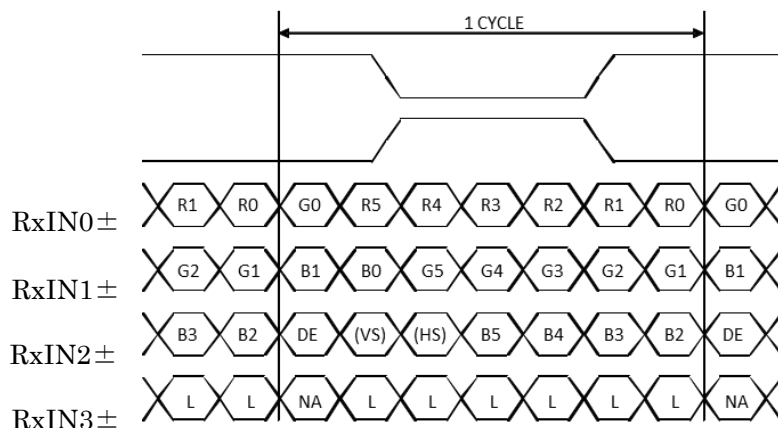 1 CYCLE
RxIN0± R1 R0 G0 R5 R4 R3 R2 R1 R0 G0
RxIN1± G2 G1 B1 B0 G5 G4 G3 G2 G1 B1
RxIN2± B3 B2 DE (VS) (HS) B5 B4 B3 B2 DE
RxIN3± L L NA L L L L L L NA